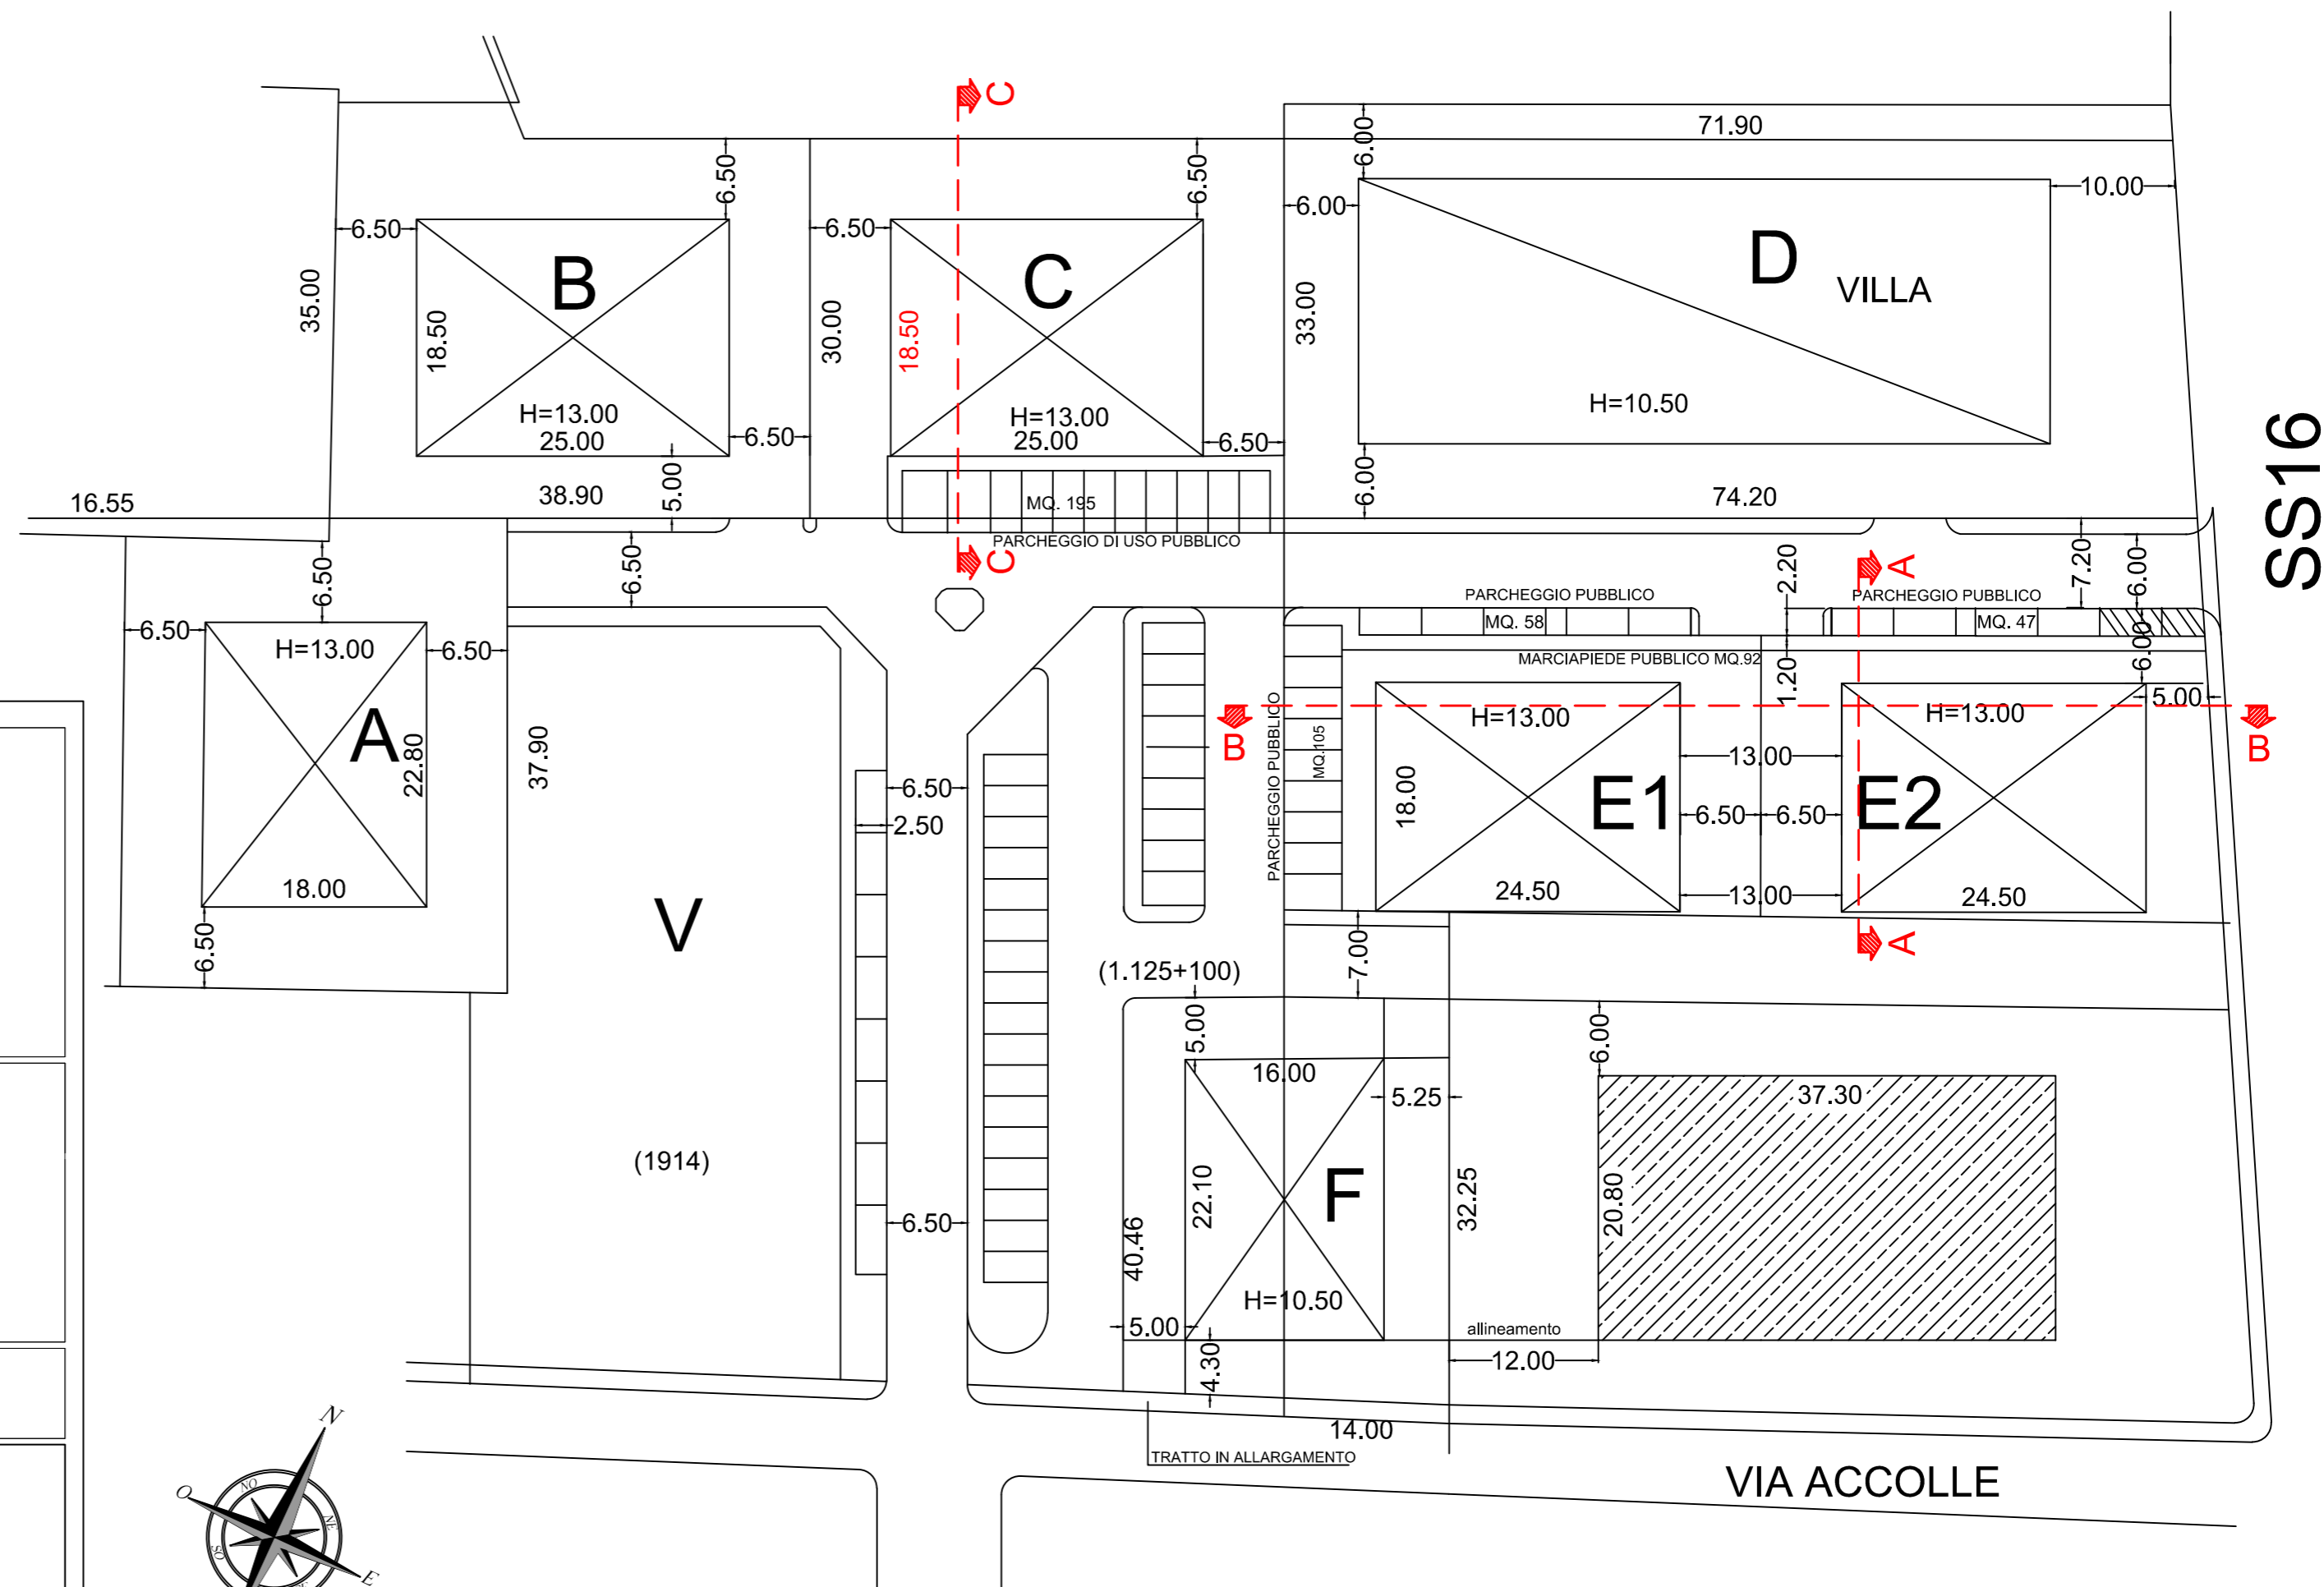 C
71.90
6.00
6.50
6.50
10.00
6.50
6.50
6.00
B
C
D
VILLA
35.00
18.50
30.00
18.50
33.00
H=13.00
25.00
H=13.00
25.00
H=10.50
6.50
6.50
SS16
16.55
38.90
5.00
MQ. 195
6.00
74.20
PARCHEGGIO DI USO PUBBLICO
C
6.50
6.50
2.20
A
7.20
6.00
PARCHEGGIO PUBBLICO
PARCHEGGIO PUBBLICO
MQ. 58
MQ. 47
6.50
H=13.00
6.50
MARCIAPIEDE PUBBLICO MQ.92
1.20
6.00
5.00
A
22.80
37.90
PARCHEGGIO PUBBLICO
MQ.105
B
H=13.00
H=13.00
B
13.00
6.50
2.50
18.00
E1
6.50
6.50
E2
18.00
24.50
13.00
24.50
V
6.50
A
7.00
(1.125+100)
5.00
6.00
16.00
5.25
37.30
(1914)
22.10
F
32.25
20.80
6.50
40.46
H=10.50
5.00
allineamento
4.30
12.00
14.00
TRATTO IN ALLARGAMENTO
VIA ACCOLLE
N
O
NO
NE
SO
E